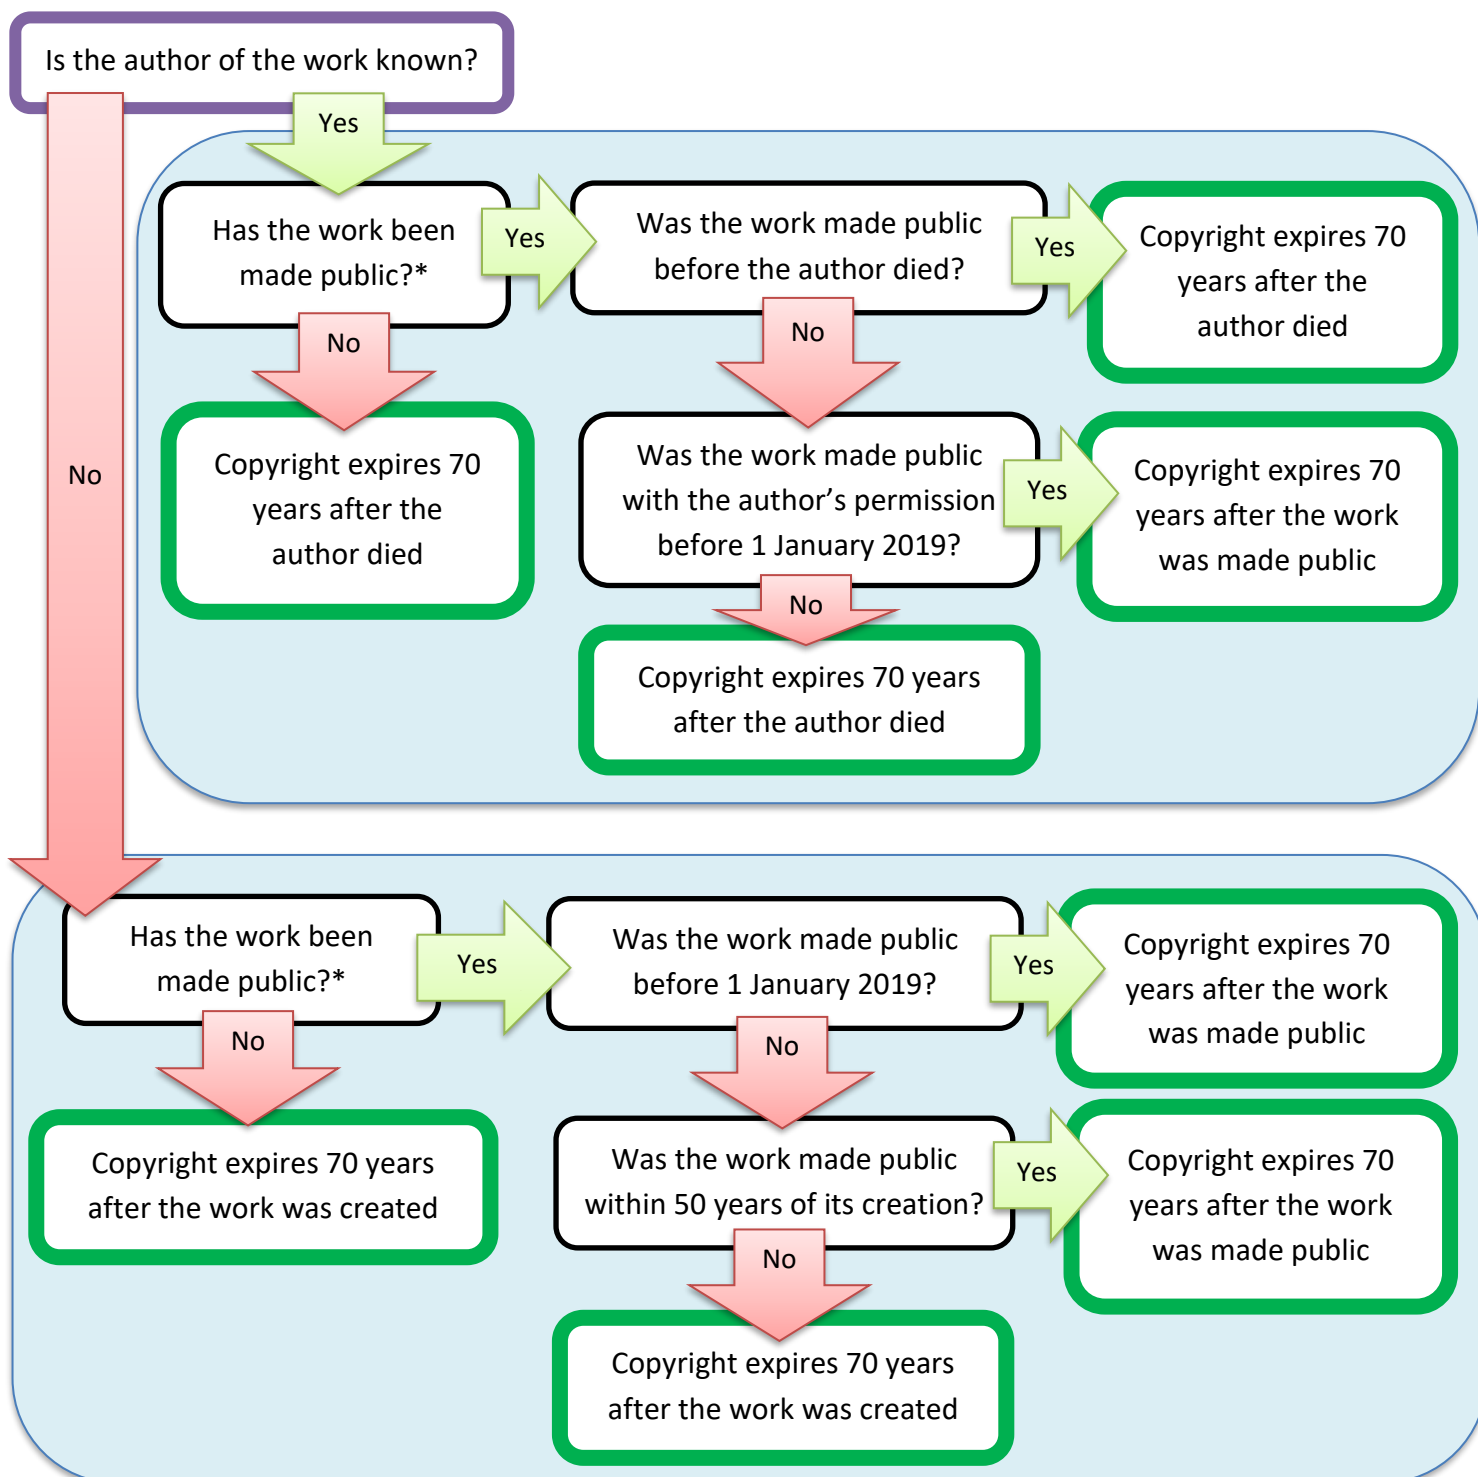 Is the author of the work known?
Yes
Has the work been
made public?*
Yes
Was the work made public
before the author died?
Yes
Copyright expires 70
years after the
author died
No
No
Copyright expires 70
years after the
author died
Was the work made public
with the author’s permission
before 1 January 2019?
Yes
Copyright expires 70
years after the work
was made public
No
No
Copyright expires 70 years
after the author died
Has the work been
made public?*
Yes
Was the work made public
before 1 January 2019?
Yes
Copyright expires 70
years after the work
was made public
No
No
Copyright expires 70 years
after the work was created
Was the work made public
within 50 years of its creation?
Yes
Copyright expires 70
years after the work
was made public
No
Copyright expires 70 years
after the work was created